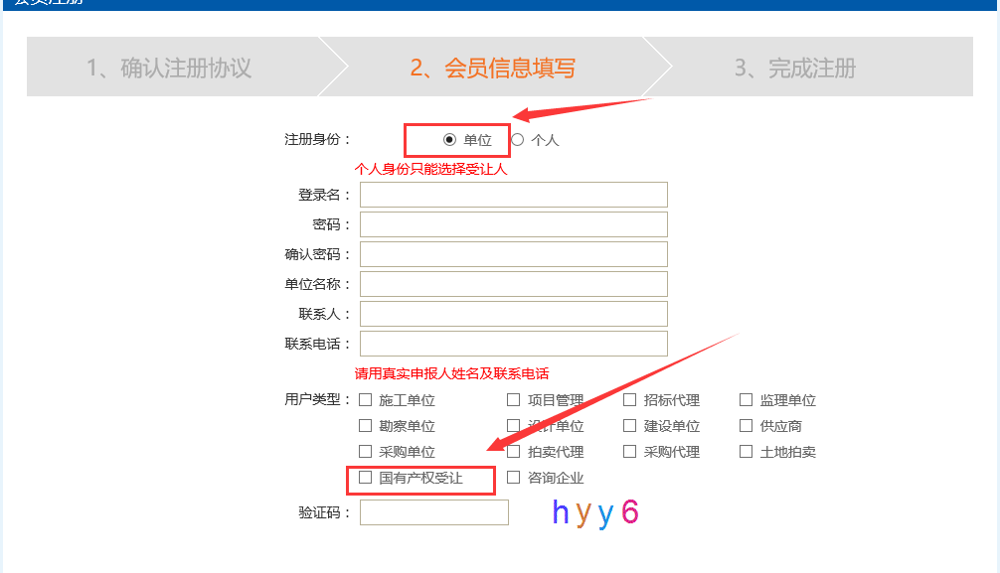 会员注册
1、确认注册协议 2、会员信息填写 3、完成注册
注册身份： 单位 个人
个人身份只能选择受让人
登录名：
密码：
确认密码：
单位名称：
联系人：
联系电话：
请用真实申报人姓名及联系电话
用户类型： 施工单位 项目管理 招标代理 监理单位
勘察单位 设计单位 建设单位 供应商
采购单位 拍卖代理 采购代理 土地拍卖
国有产权受让 咨询企业
验证码： hyy6